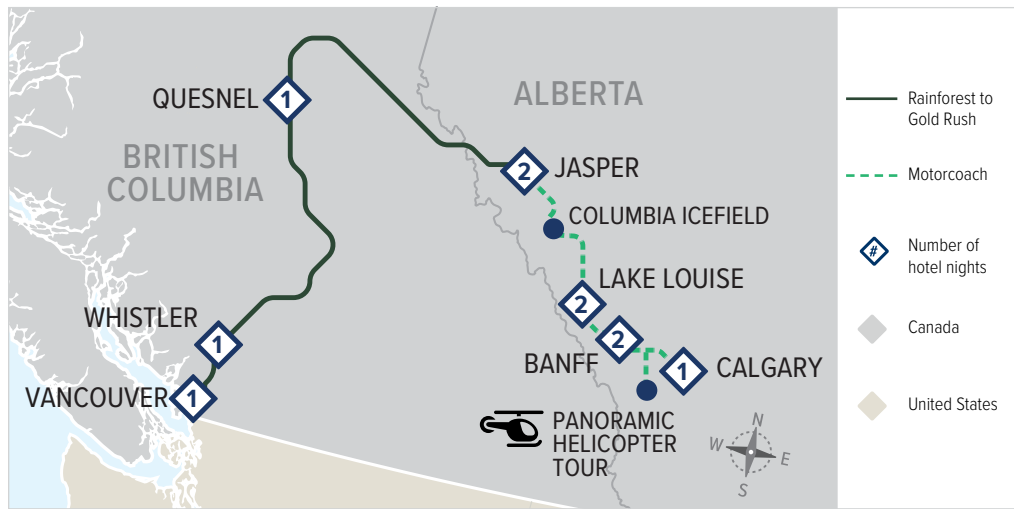 QUESNEL
1
ALBERTA
BRITISH
COLUMBIA
2
JASPER
COLUMBIA ICEFIELD
LAKE LOUISE
2
WHISTLER
1
2
BANFF
1
CALGARY
VANCOUVER
1
PANORAMIC
HELICOPTER
TOUR
N
W
E
S
Rainforest to
Gold Rush
Motorcoach
#
Number of
hotel nights
Canada
United States